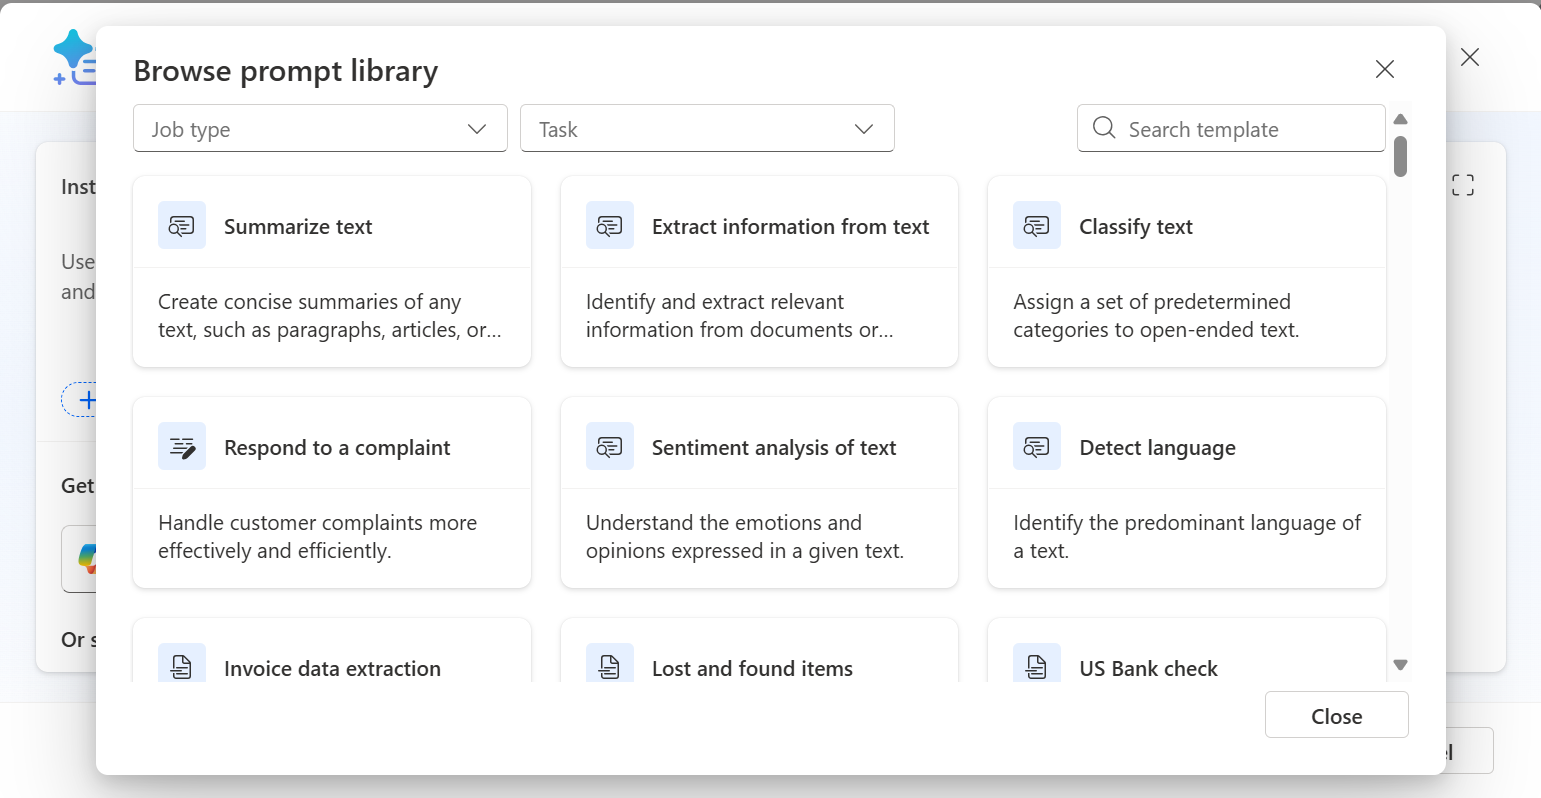 Browse prompt library
Job type
Task
Search template
Inst
Use
and
Get
Or s
Summarize text
Create concise summaries of any
text, such as paragraphs, articles, or...
Extract information from text
Identify and extract relevant
information from documents or...
Classify text
Assign a set of predetermined
categories to open-ended text.
Respond to a complaint
Handle customer complaints more
effectively and efficiently.
Sentiment analysis of text
Understand the emotions and
opinions expressed in a given text.
Detect language
Identify the predominant language of
a text.
Invoice data extraction
Lost and found items
US Bank check
Close